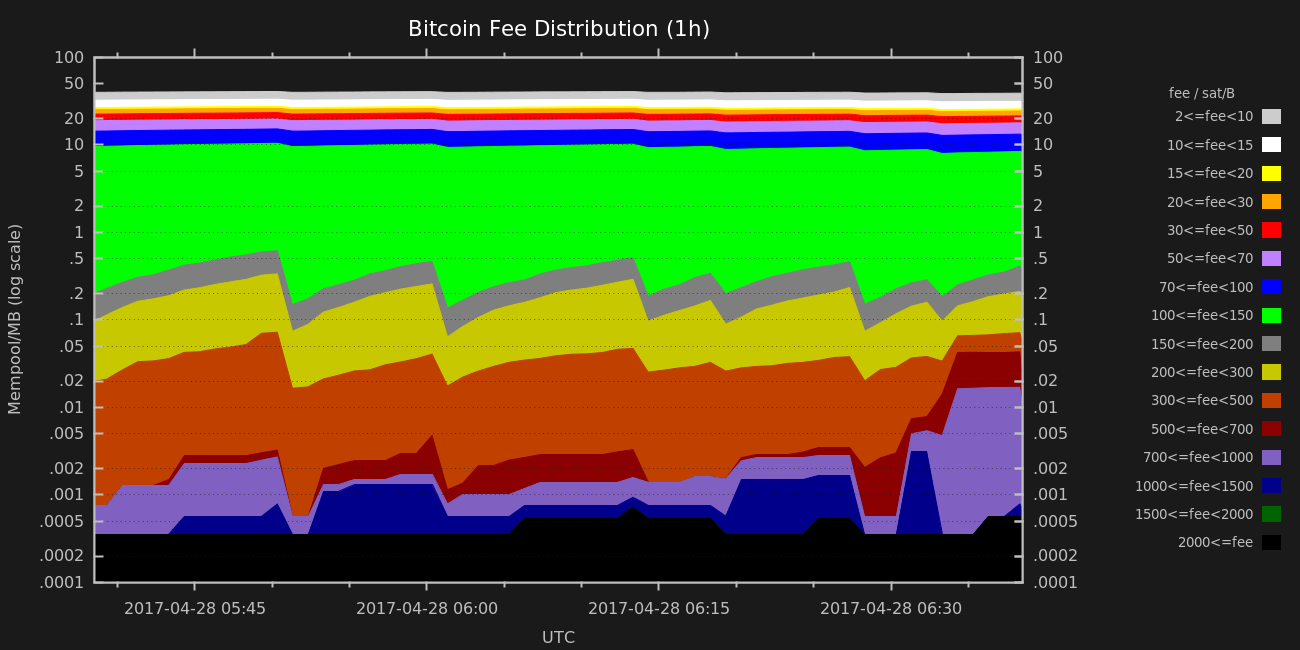 Bitcoin Fee Distribution (1h)
Mempool/MB (log scale)
100
50
20
10
5
2
1
.5
.2
.1
.05
.02
.01
.005
.002
.001
.0005
.0002
.0001
100
50
20
10
5
2
1
.5
.2
.1
.05
.02
.01
.005
.002
.001
.0005
.0002
.0001
2017-04-28 05:45
2017-04-28 06:00
2017-04-28 06:15
2017-04-28 06:30
UTC
fee / sat/B
2<=fee<10
10<=fee<15
15<=fee<20
20<=fee<30
30<=fee<50
50<=fee<70
70<=fee<100
100<=fee<150
150<=fee<200
200<=fee<300
300<=fee<500
500<=fee<700
700<=fee<1000
1000<=fee<1500
1500<=fee<2000
2000<=fee